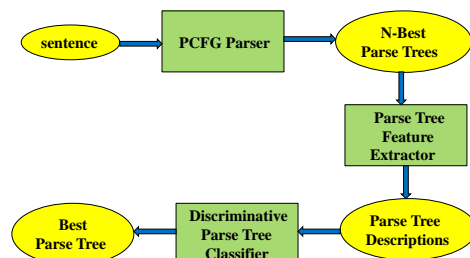 sentence
PCFG Parser
N-Best
Parse Trees
Parse Tree
Feature
Extractor
Parse Tree
Descriptions
Discriminative
Parse Tree
Classifier
Best
Parse Tree